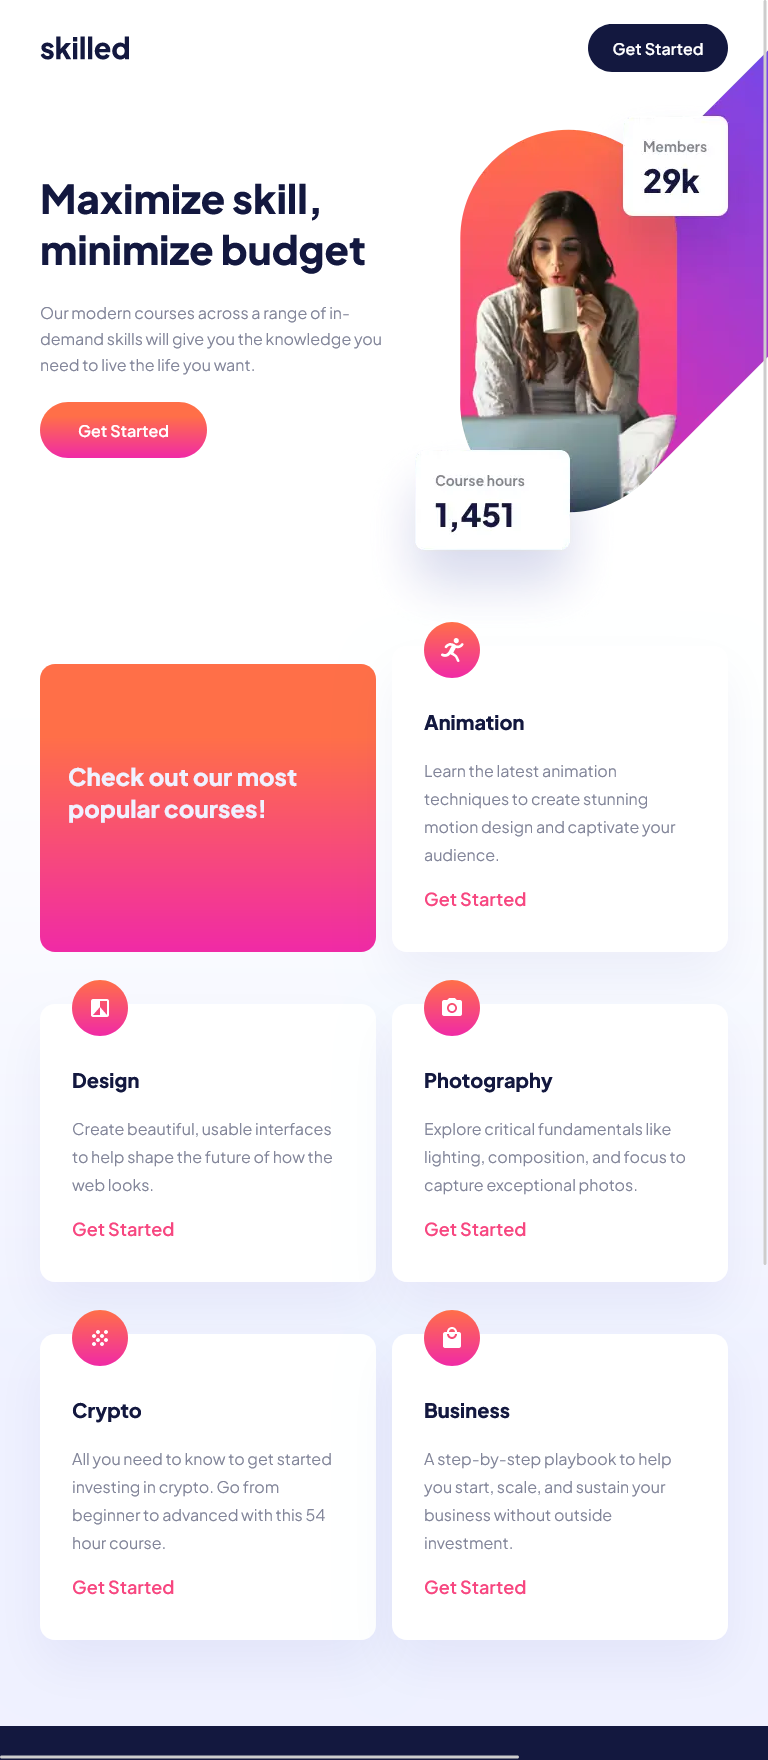 skilled
Get Started
Maximize skill,
minimize budget
Our modern courses across a range of in-
demand skills will give you the knowledge you
need to live the life you want.
Get Started
Members
29k
Course hours
1,451
Check out our most
popular courses!
Animation
Learn the latest animation
techniques to create stunning
motion design and captivate your
audience.
Get Started
Design
Create beautiful, usable interfaces
to help shape the future of how the
web looks.
Get Started
Photography
Explore critical fundamentals like
lighting, composition, and focus to
capture exceptional photos.
Get Started
Crypto
All you need to know to get started
investing in crypto. Go from
beginner to advanced with this 54
hour course.
Get Started
Business
A step-by-step playbook to help
you start, scale, and sustain your
business without outside
investment.
Get Started